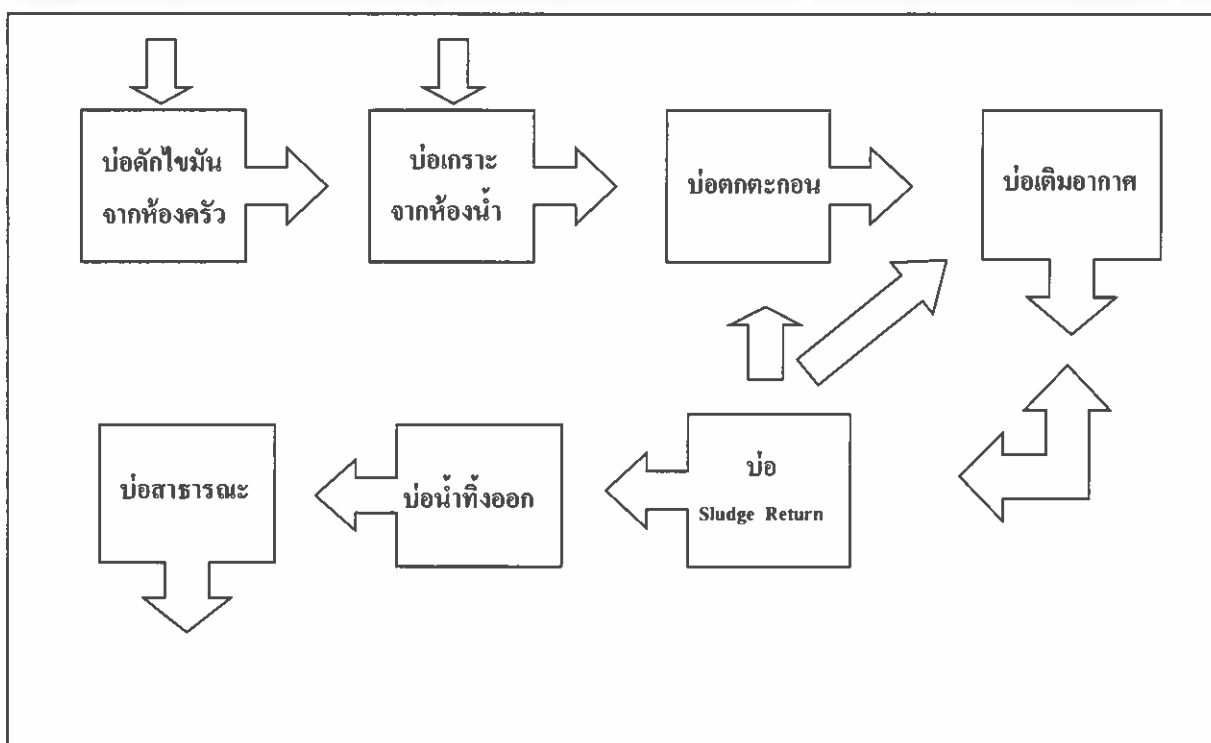 บ่อดักไขมัน
จากห้องครัว
บ่อเกราะ
จากห้องน้ำ
บ่อตกตะกอน
บ่อเติมอากาศ
บ่อสาธารณะ
บ่อน้ำทิ้งออก
บ่อ
Sludge Return